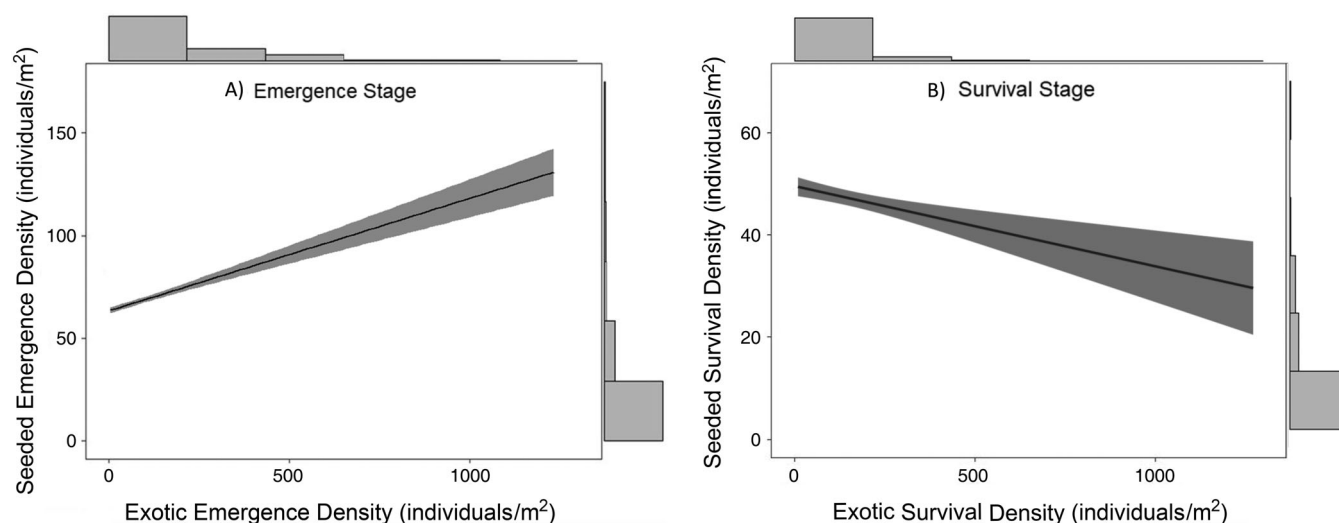 A) Emergence Stage
Seeded Emergence Density (individuals/m²)
150
100
50
0
0 500 1000
Exotic Emergence Density (individuals/m²)
B) Survival Stage
Seeded Survival Density (individuals/m²)
60
40
20
0
0 500 1000
Exotic Survival Density (individuals/m²)